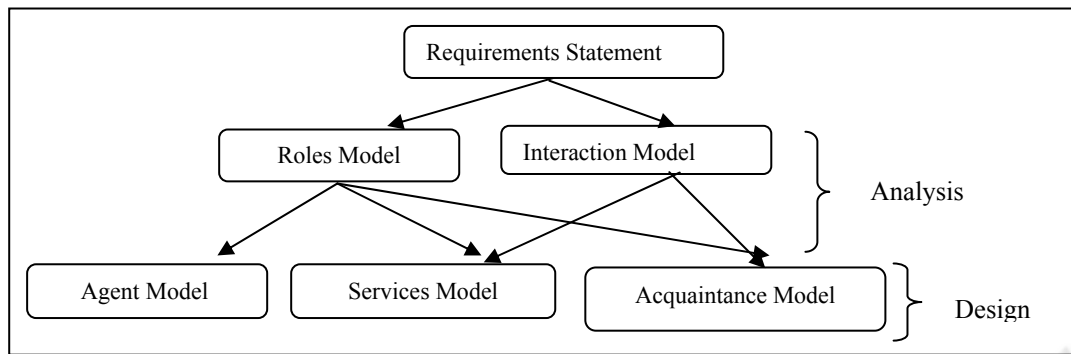 Requirements Statement
Roles Model
Interaction Model
Analysis
Agent Model
Services Model
Acquaintance Model
Design